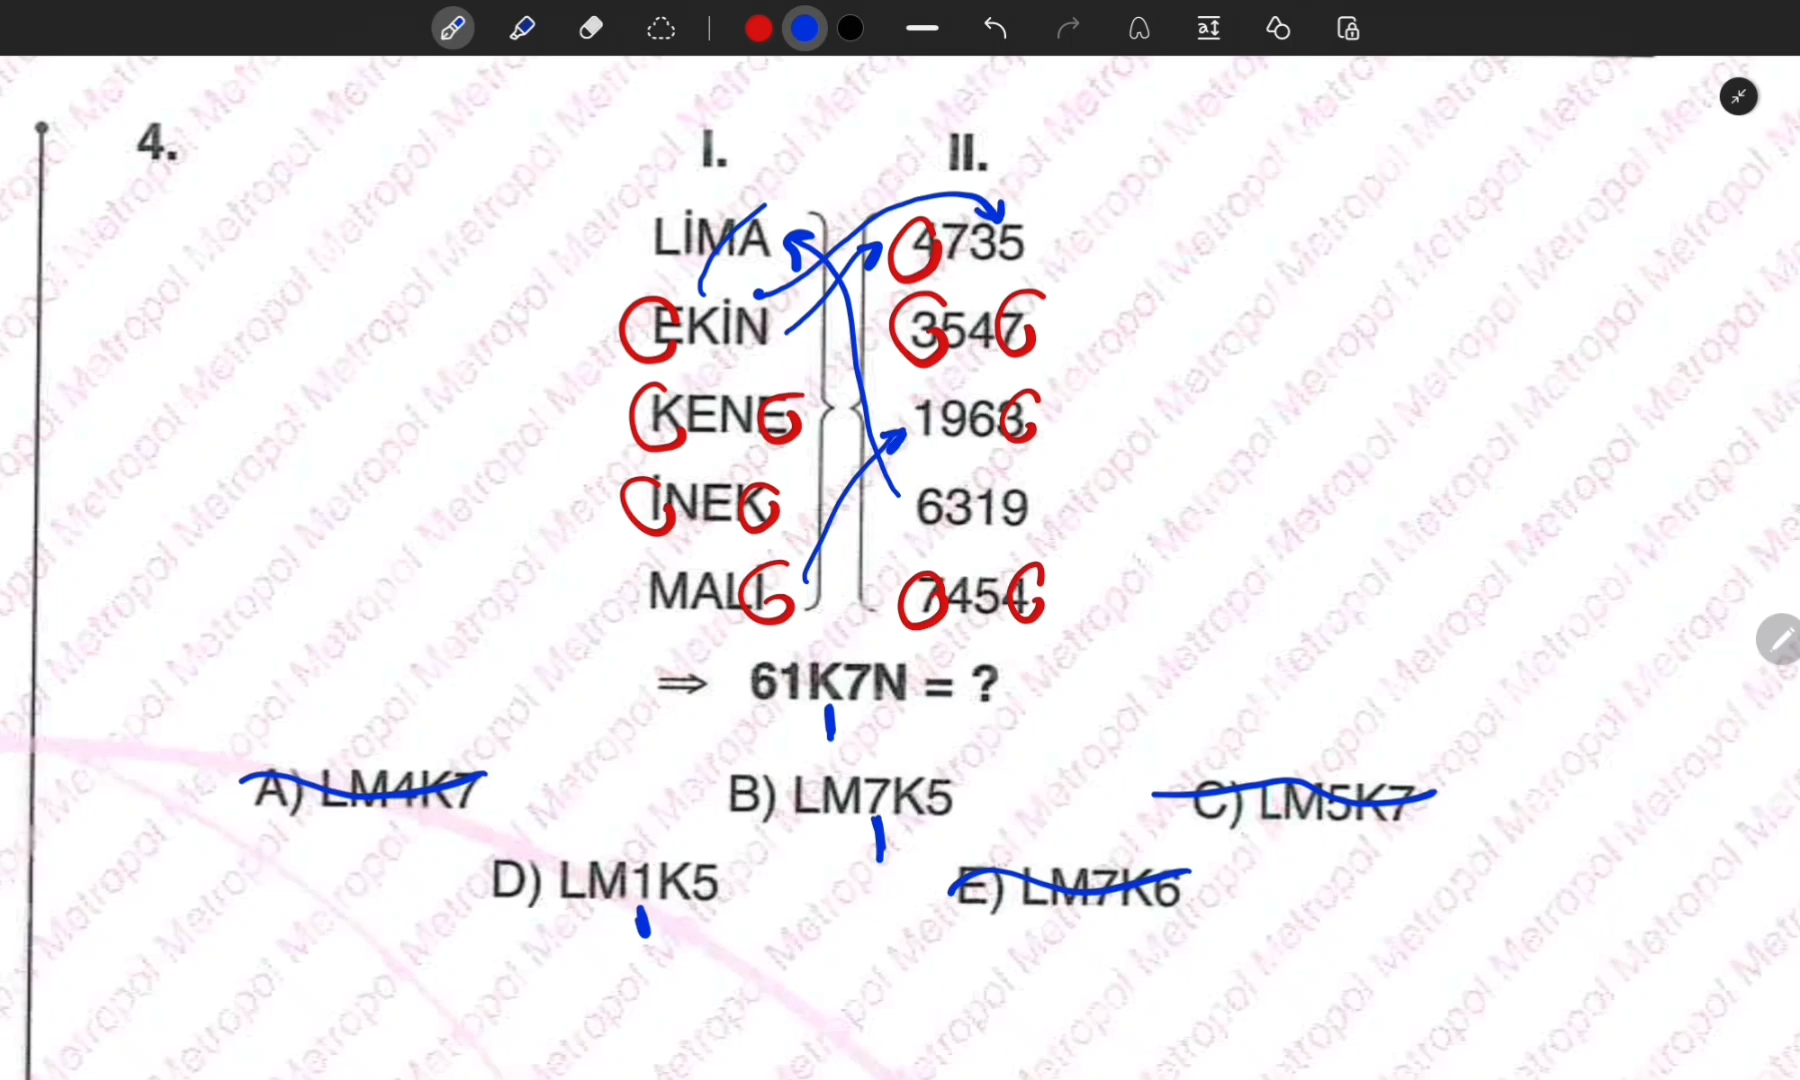 4.
I. II.
LİMA 4735
EKİN 3547
KENE 1963
İNEK 6319
MALİ 7454
⇒ 61K7N = ?
A) LM4K7 B) LM7K5 C) LM5K7
D) LM1K5 E) LM7K6